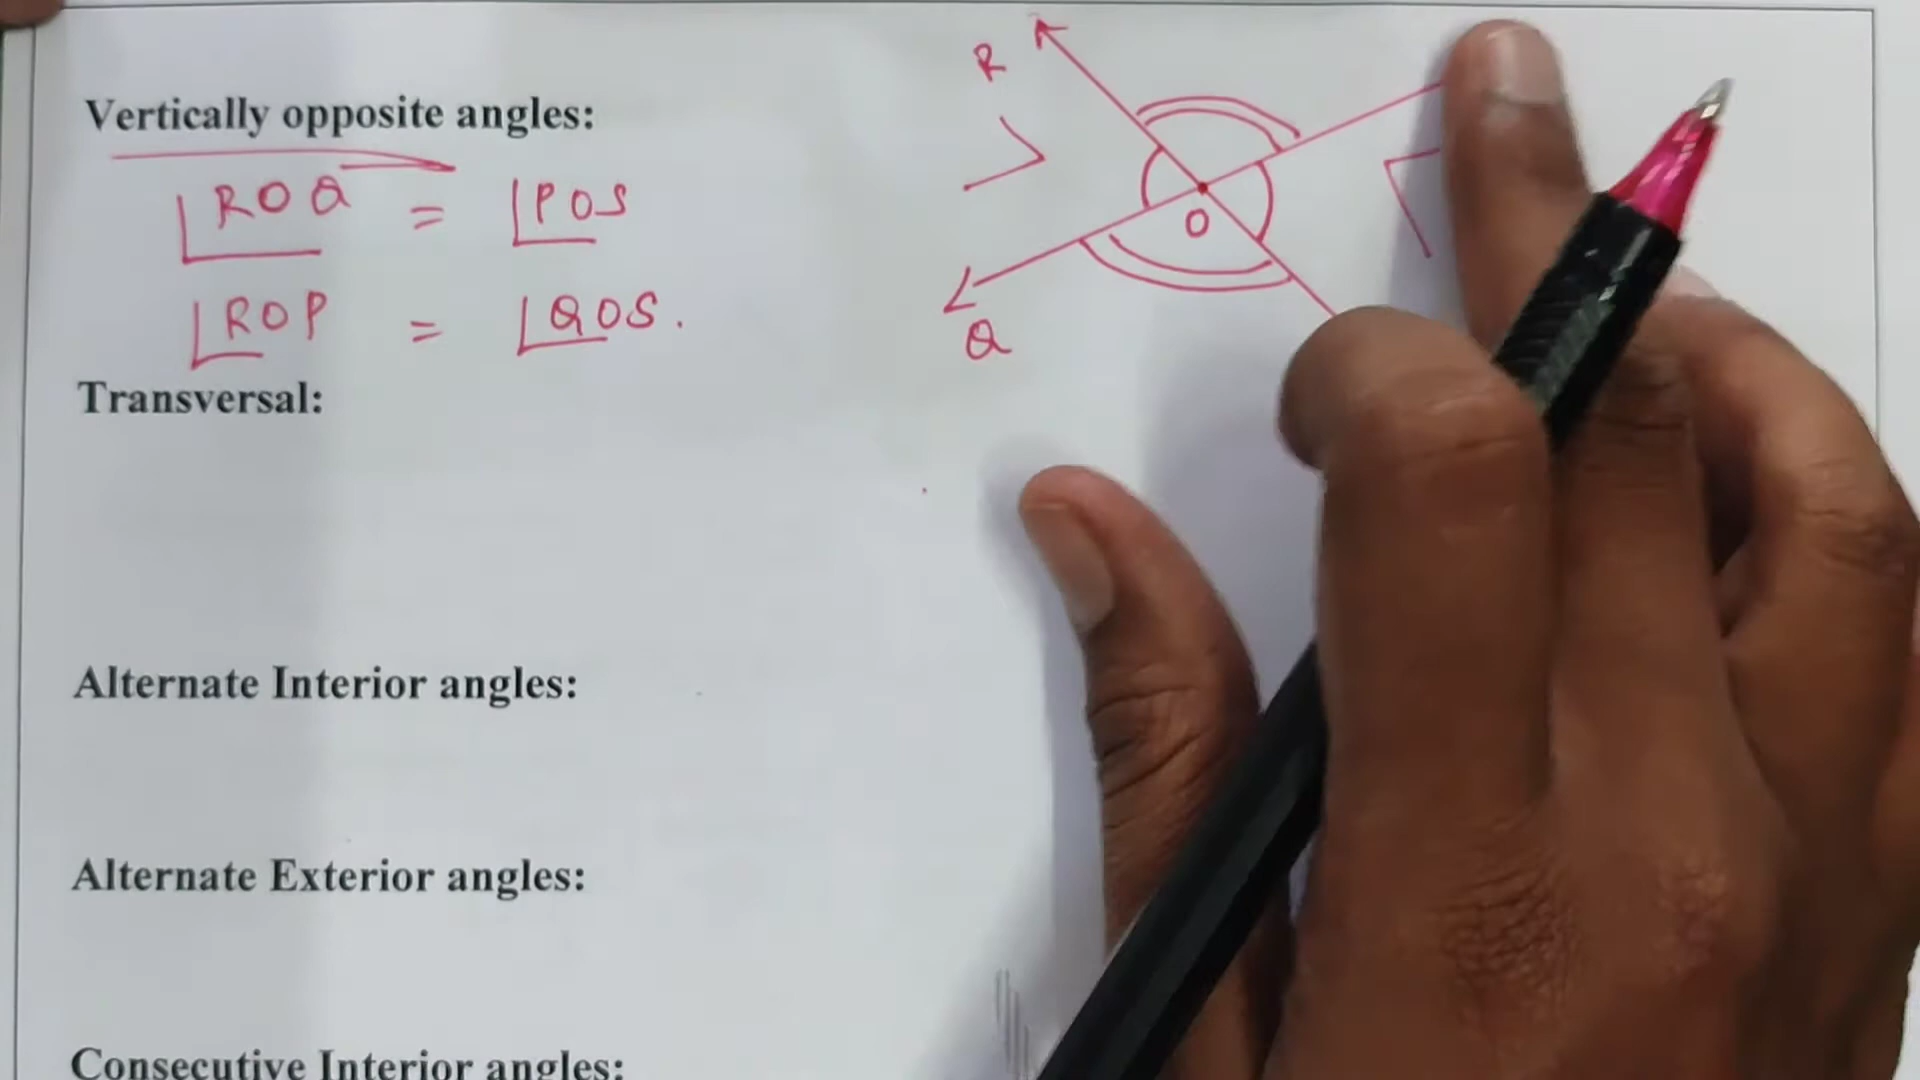 R
Vertically opposite angles:
∠ROQ = ∠POS
O
∠ROP = ∠QOS.
Q
Transversal:
Alternate Interior angles:
Alternate Exterior angles:
Consecutive Interior angles: